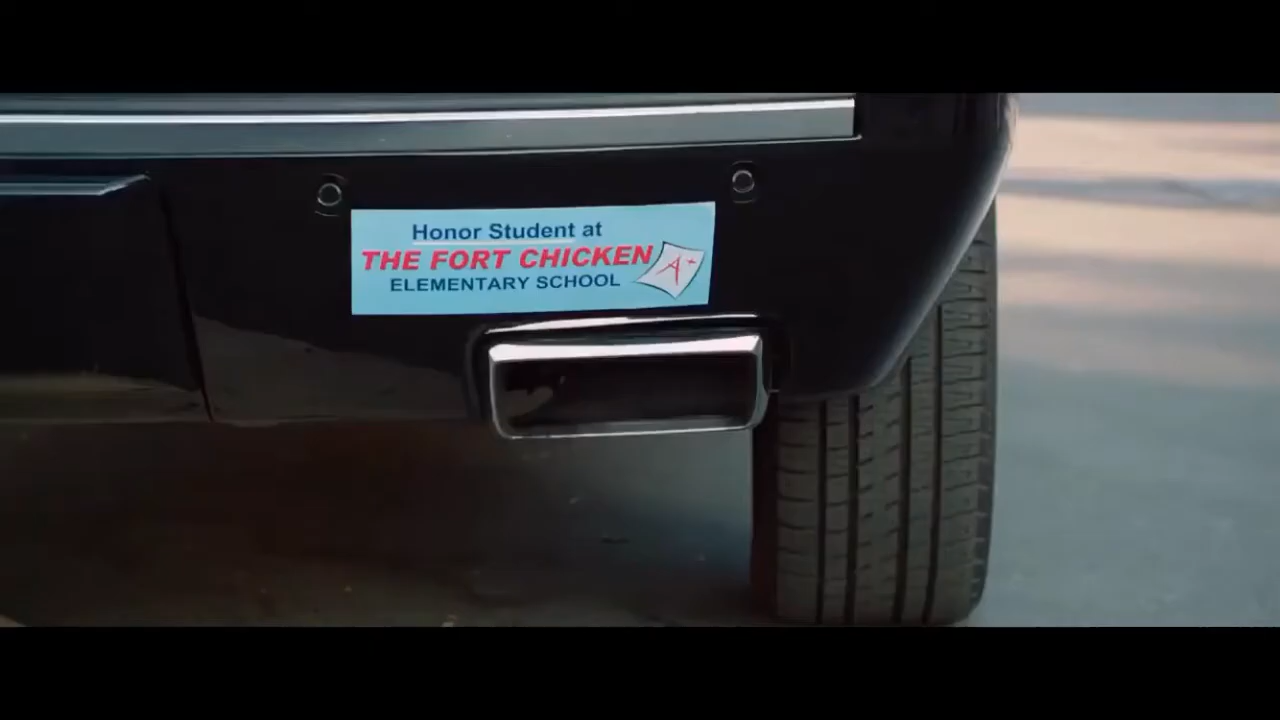 Honor Student at
THE FORT CHICKEN
ELEMENTARY SCHOOL
A+